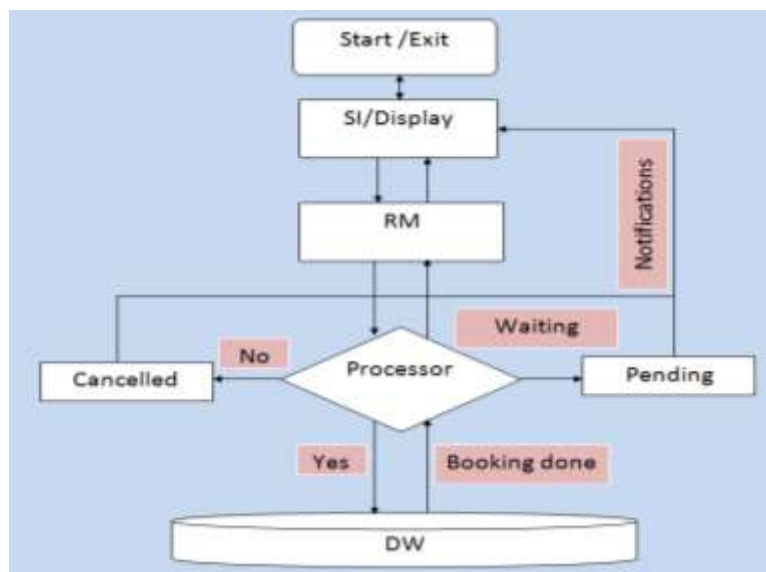 Start /Exit
SI/Display
Notifications
RM
Waiting
No
Processor
Cancelled
Pending
Yes
Booking done
DW